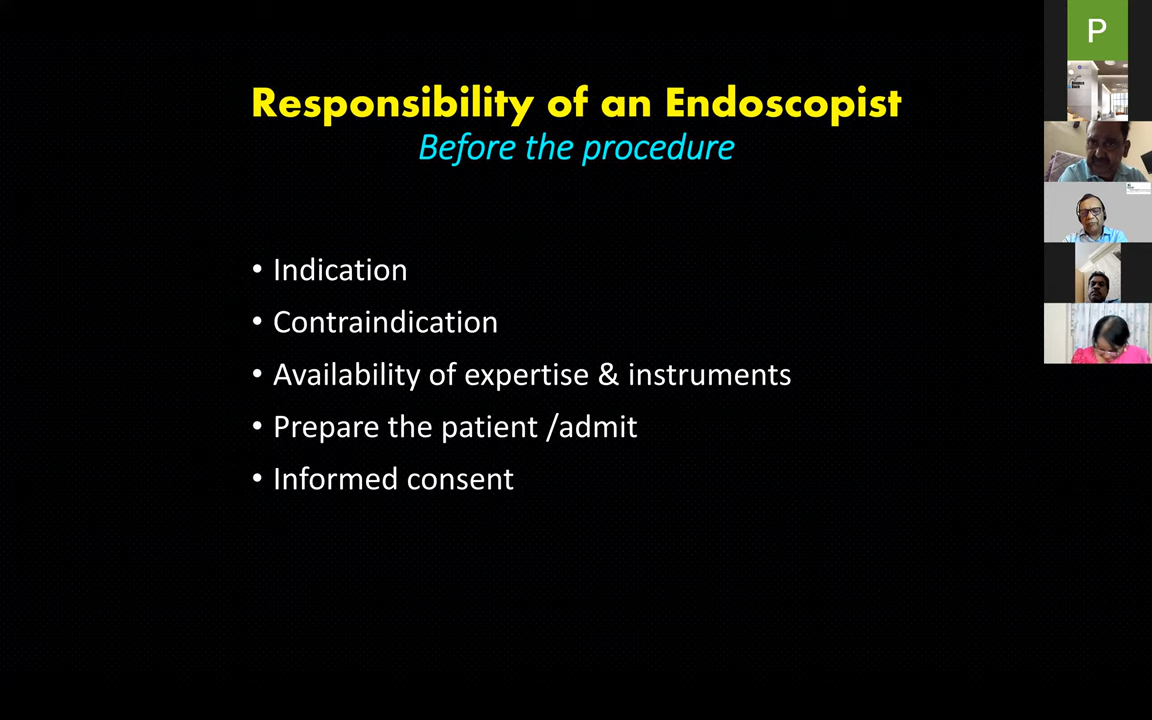 Responsibility of an Endoscopist
Before the procedure
• Indication
• Contraindication
• Availability of expertise & instruments
• Prepare the patient /admit
• Informed consent
P